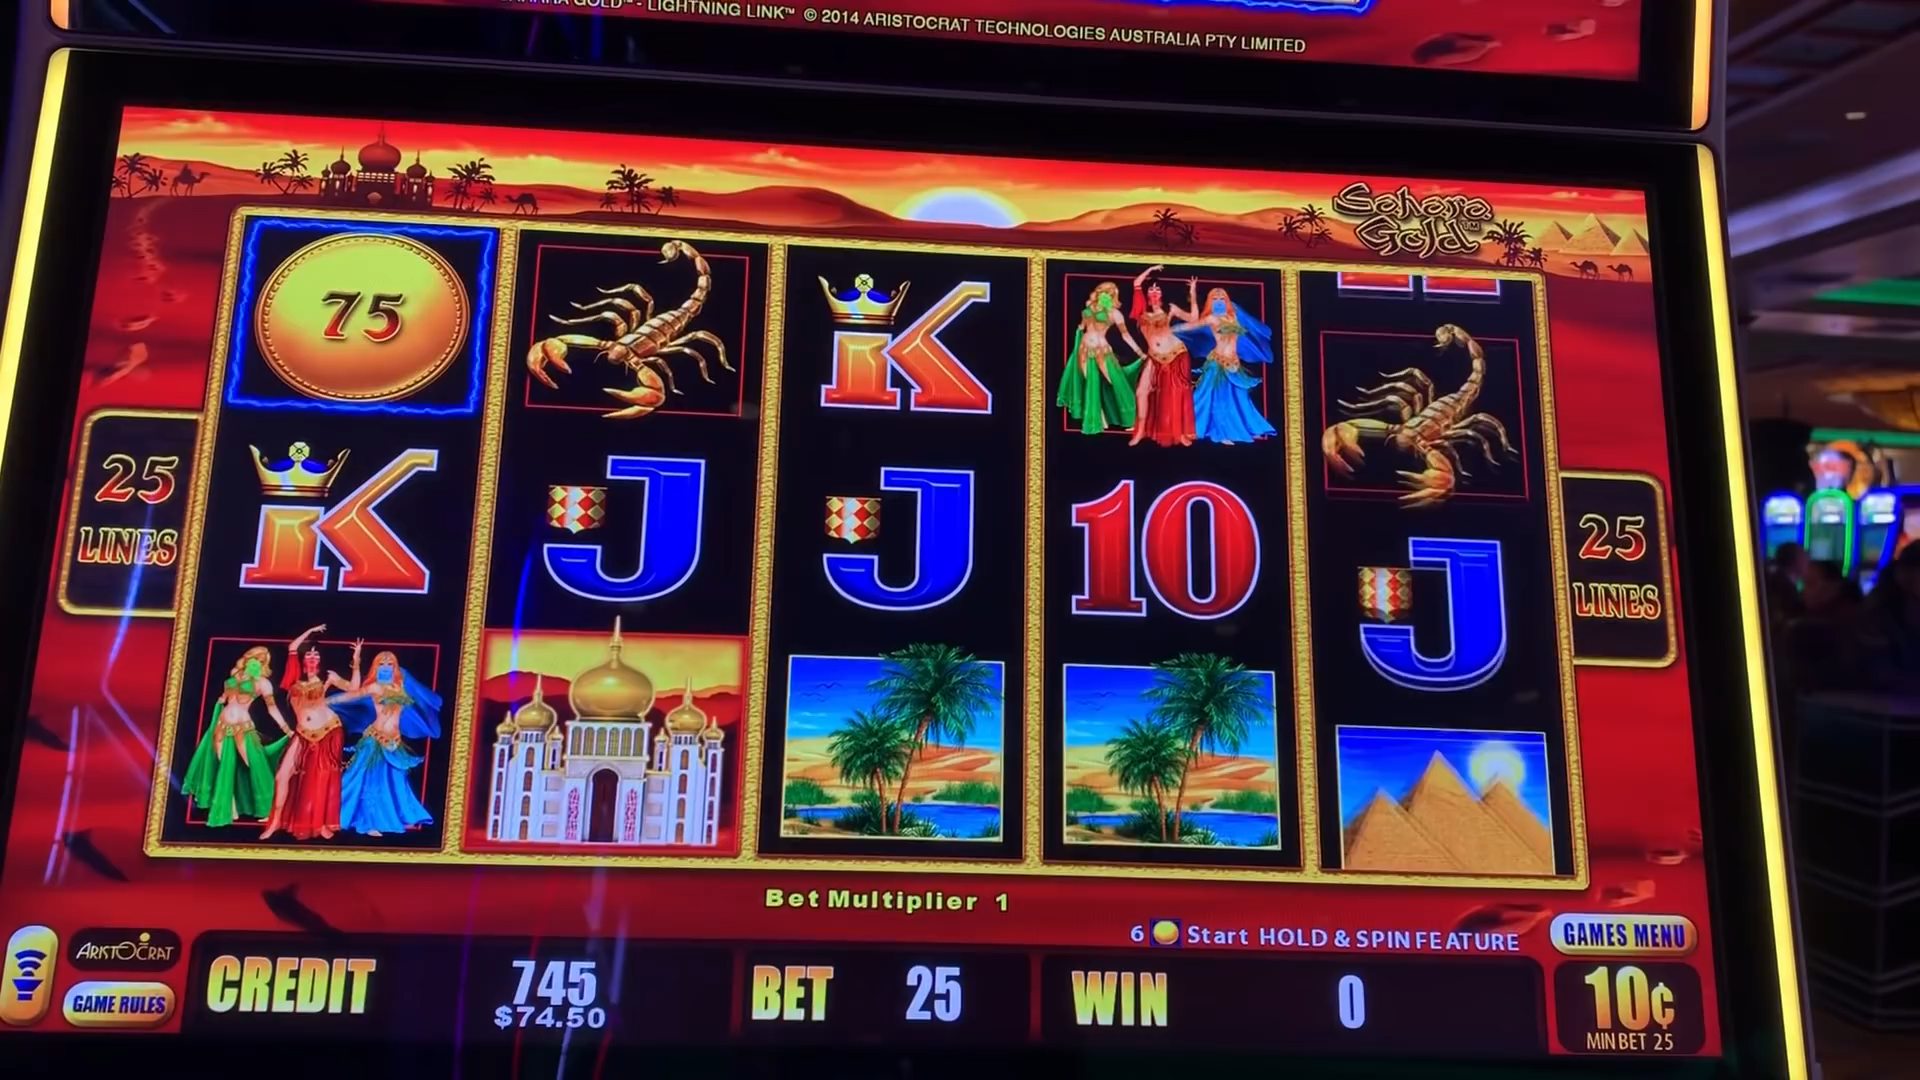 GOLD™ - LIGHTNING LINK™ © 2014 ARISTOCRAT TECHNOLOGIES AUSTRALIA PTY LIMITED
Sahara
Gold™
75
K
K
25
LINES
J
J
10
J
25
LINES
Bet Multiplier 1
6 Start HOLD & SPIN FEATURE
GAMES MENU
ARISTOCRAT
GAME RULES
CREDIT 745
$74.50
BET 25
WIN 0
10¢
MIN BET 25